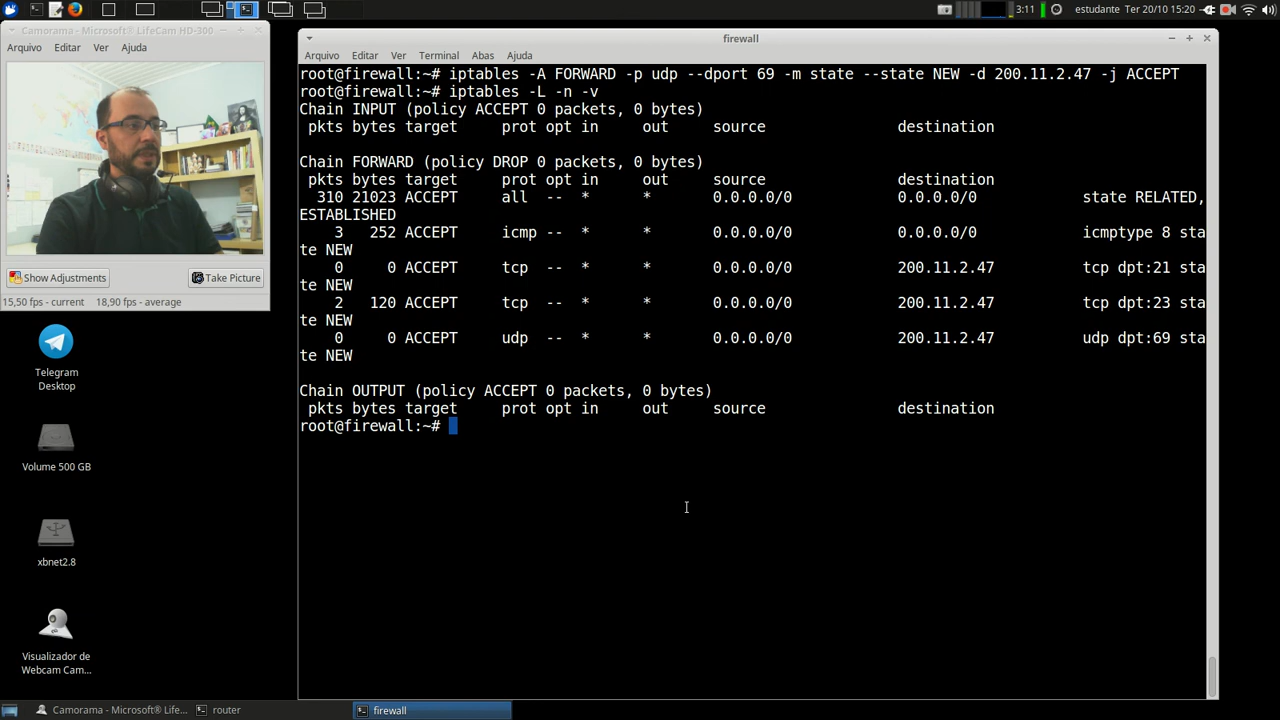 3:11
estudante Ter 20/10 15:20
Camorama - Microsoft® LifeCam HD-300
Arquivo Editar Ver Ajuda
Show Adjustments
Take Picture
15,50 fps - current 18,90 fps - average
Telegram
Desktop
Volume 500 GB
xbnet2.8
Visualizador de
Webcam Cam...
firewall
Arquivo Editar Ver Terminal Abas Ajuda
root@firewall:~# iptables -A FORWARD -p udp --dport 69 -m state --state NEW -d 200.11.2.47 -j ACCEPT
root@firewall:~# iptables -L -n -v
Chain INPUT (policy ACCEPT 0 packets, 0 bytes)
pkts bytes target prot opt in out source destination
Chain FORWARD (policy DROP 0 packets, 0 bytes)
pkts bytes target prot opt in out source destination
310 21023 ACCEPT all -- * * 0.0.0.0/0 0.0.0.0/0 state RELATED,
ESTABLISHED
3 252 ACCEPT icmp -- * * 0.0.0.0/0 0.0.0.0/0 icmptype 8 sta
te NEW
0 0 ACCEPT tcp -- * * 0.0.0.0/0 200.11.2.47 tcp dpt:21 sta
te NEW
2 120 ACCEPT tcp -- * * 0.0.0.0/0 200.11.2.47 tcp dpt:23 sta
te NEW
0 0 ACCEPT udp -- * * 0.0.0.0/0 200.11.2.47 udp dpt:69 sta
te NEW
Chain OUTPUT (policy ACCEPT 0 packets, 0 bytes)
pkts bytes target prot opt in out source destination
root@firewall:~#
Camorama - Microsoft® LifeCa...
router
firewall